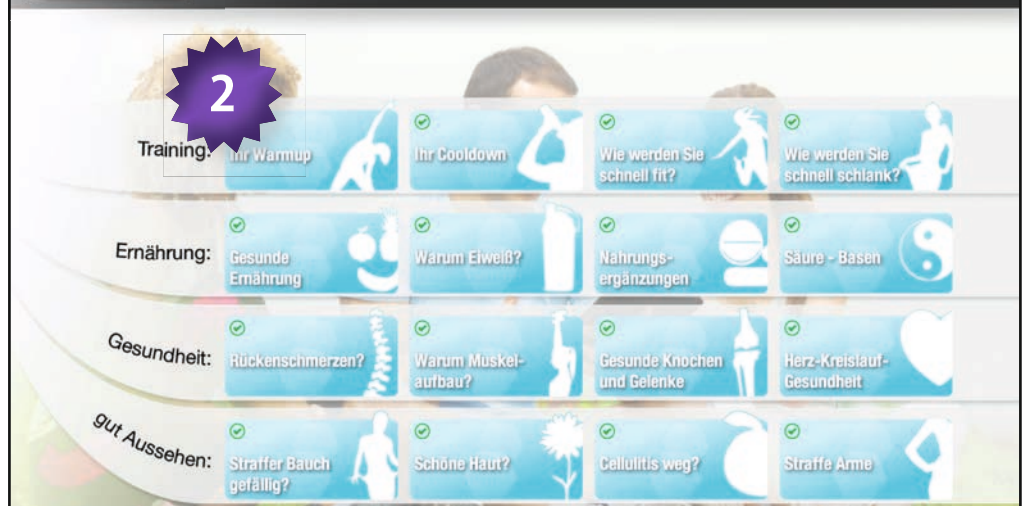 2
Training:
Ihr Warmup
Ihr Cooldown
Wie werden Sie
schnell fit?
Wie werden Sie
schnell schlank?
Ernährung:
Gesunde
Ernährung
Warum Eiweiß?
Nahrungs-
ergänzungen
Säure - Basen
Gesundheit:
Rückenschmerzen?
Warum Muskel-
aufbau?
Gesunde Knochen
und Gelenke
Herz-Kreislauf-
Gesundheit
gut Aussehen:
Straffer Bauch
gefällig?
Schöne Haut?
Cellulitis weg?
Straffe Arme